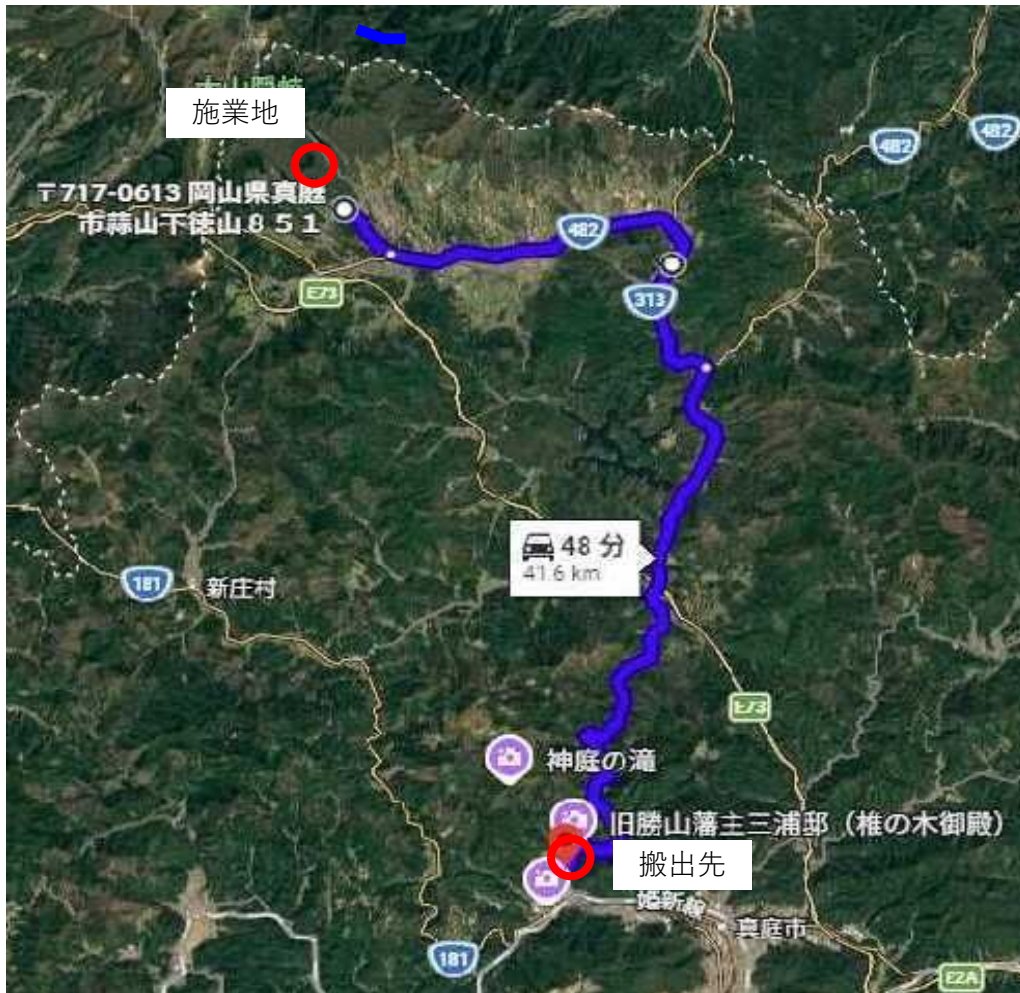 施業地
〒717-0613 岡山県真庭
市蒜山下徳山８５１
482
482
482
E73
313
48 分
41.6 km
181
新庄村
E73
神庭の滝
旧勝山藩主三浦邸（椎の木御殿）
搬出先
姫新線
真庭市
181
E2A